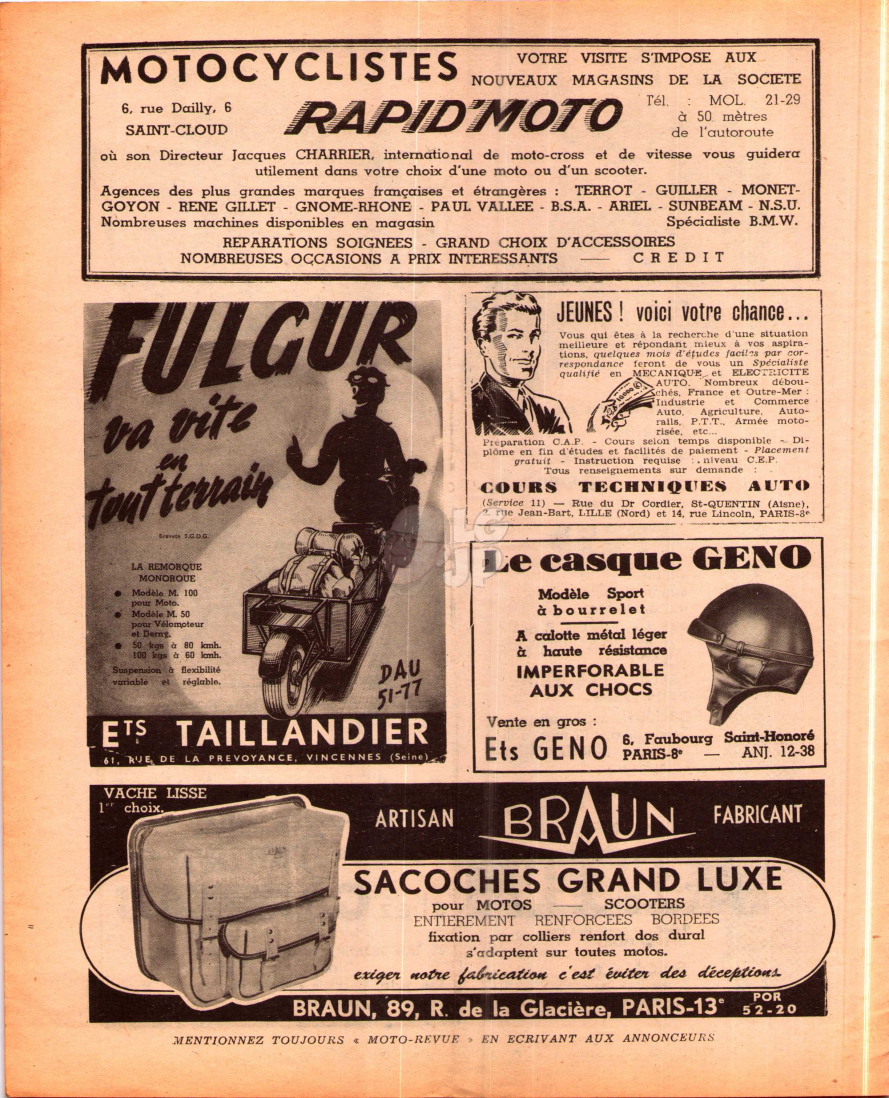 MOTOCYCLISTES
VOTRE VISITE S'IMPOSE AUX
NOUVEAUX MAGASINS DE LA SOCIETE
6, rue Dailly, 6
SAINT-CLOUD
RAPID'MOTO
Tél. : MOL. 21-29
à 50 mètres
de l'autoroute
où son Directeur Jacques CHARRIER, international de moto-cross et de vitesse vous guidera
utilement dans votre choix d'une moto ou d'un scooter.
Agences des plus grandes marques françaises et étrangères : TERROT - GUILLER - MONET-
GOYON - RENE GILLET - GNOME-RHONE - PAUL VALLEE - B.S.A. - ARIEL - SUNBEAM - N.S.U.
Nombreuses machines disponibles en magasin Spécialiste B.M.W.
REPARATIONS SOIGNEES - GRAND CHOIX D'ACCESSOIRES
NOMBREUSES OCCASIONS A PRIX INTERESSANTS — CREDIT
FULGUR
va vite
en
tout terrain
Brevets S.G.D.G.
LA REMORQUE
MONOROUE
● Modèle M. 100
pour Moto.
● Modèle M. 50
pour Vélomoteur
et Derny.
● 50 kgs à 80 kmh.
100 kgs à 60 kmh.
Suspension à flexibilité
variable et réglable.
DAU
51-77
ETS TAILLANDIER
61, RUE DE LA PREVOYANCE, VINCENNES (Seine)
JEUNES ! voici votre chance...
Vous qui êtes à la recherche d'une situation
meilleure et répondant mieux à vos aspira-
tions, quelques mois d'études faciles par cor-
respondance feront de vous un Spécialiste
qualifié en MECANIQUE et ELECTRICITE
AUTO. Nombreux débou-
chés, France et Outre-Mer :
Industrie et Commerce
Auto, Agriculture, Auto-
rails, P.T.T., Armée moto-
risée, etc...
Préparation C.A.P. - Cours selon temps disponible - Di-
plôme en fin d'études et facilités de paiement - Placement
gratuit - Instruction requise : niveau C.E.P.
Tous renseignements sur demande :
COURS TECHNIQUES AUTO
(Service 11) — Rue du Dr Cordier, St-QUENTIN (Aisne),
2, rue Jean-Bart, LILLE (Nord) et 14, rue Lincoln, PARIS-8e
Le casque GENO
Modèle Sport
à bourrelet
A calotte métal léger
à haute résistance
IMPERFORABLE
AUX CHOCS
Vente en gros :
Ets GENO 6, Faubourg Saint-Honoré
PARIS-8e — ANJ. 12-38
VACHE LISSE
1er choix.
ARTISAN BRAUN FABRICANT
SACOCHES GRAND LUXE
pour MOTOS — SCOOTERS
ENTIEREMENT RENFORCEES BORDEES
fixation par colliers renfort dos dural
s'adaptent sur toutes motos.
exiger notre fabrication c'est éviter des déceptions.
BRAUN, 89, R. de la Glacière, PARIS-13e POR
52-20
MENTIONNEZ TOUJOURS « MOTO-REVUE » EN ECRIVANT AUX ANNONCEURS